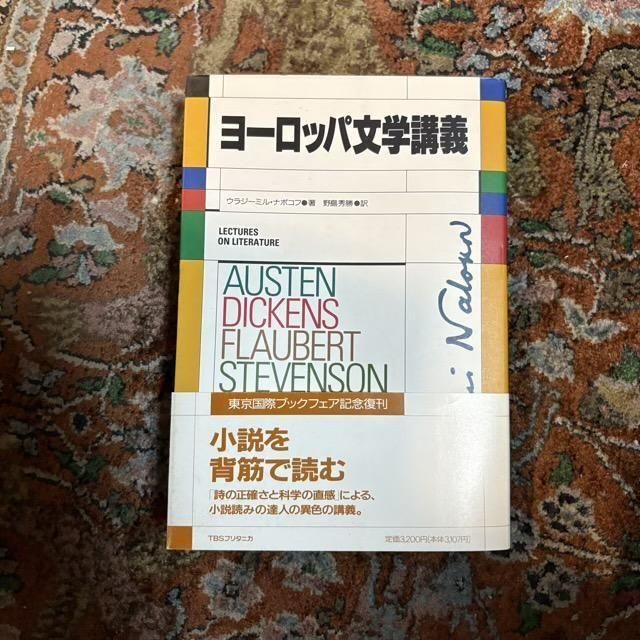 ヨーロッパ文学講義
ウラジーミル・ナボコフ●著 野島秀勝●訳
LECTURES
ON LITERATURE
AUSTEN
DICKENS
FLAUBERT
STEVENSON
Nabokov
東京国際ブックフェア記念復刊
小説を
背筋で読む
「詩の正確さと科学の直感」による、
小説読みの達人の異色の講義。
TBSブリタニカ
定価3,200円[本体3,107円]